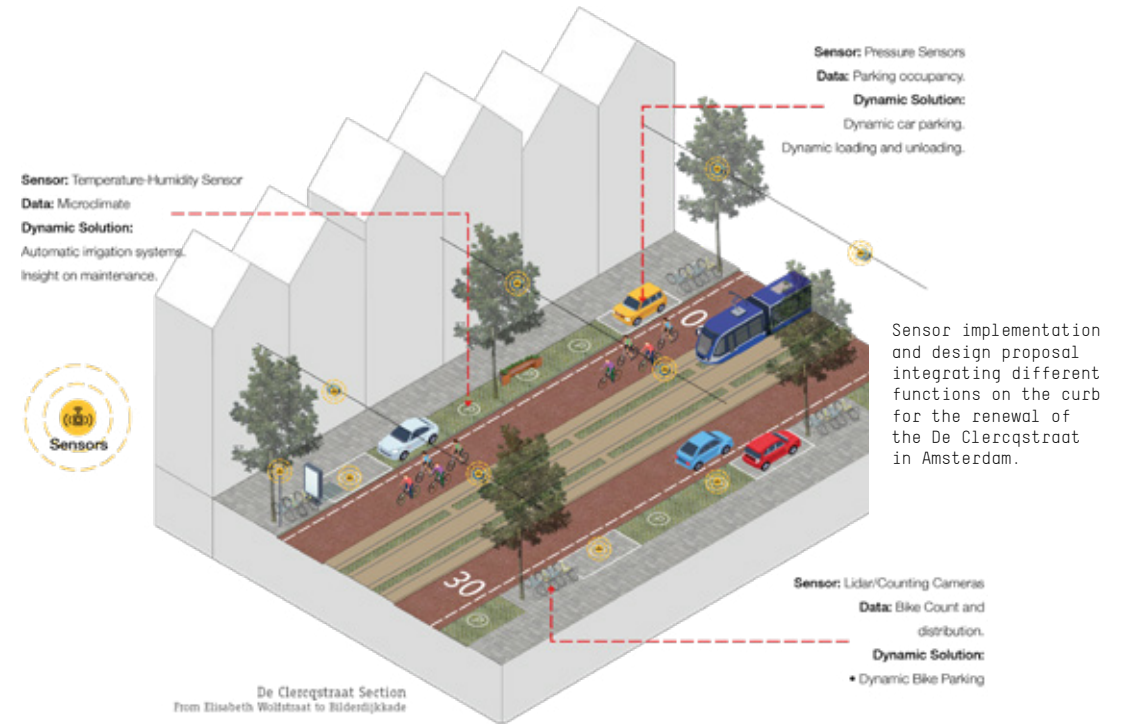 Sensor: Pressure Sensors
Data: Parking occupancy.
Dynamic Solution:
Dynamic car parking.
Dynamic loading and unloading.
Sensor: Temperature-Humidity Sensor
Data: Microclimate
Dynamic Solution:
Automatic irrigation systems.
Insight on maintenance.
Sensors
Sensor implementation
and design proposal
integrating different
functions on the curb
for the renewal of
the De Clercqstraat
in Amsterdam.
30
Sensor: Lidar/Counting Cameras
Data: Bike Count and
distribution.
Dynamic Solution:
• Dynamic Bike Parking
De Clercqstraat Section
From Elisabeth Wolfstraat to Bilderdijkkade